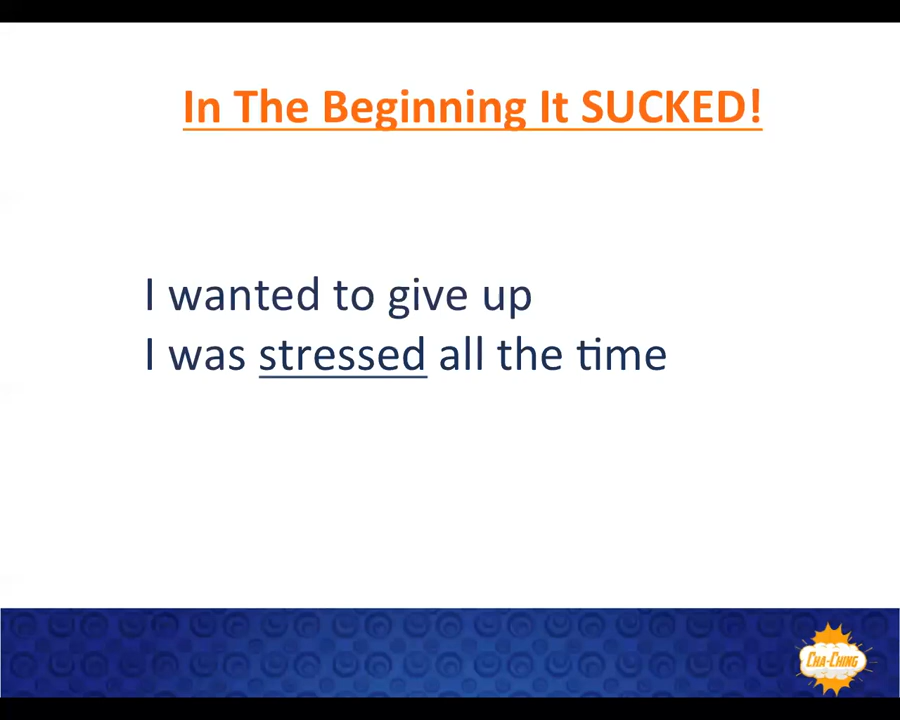 In The Beginning It SUCKED!
I wanted to give up
I was stressed all the time
CHA-CHING